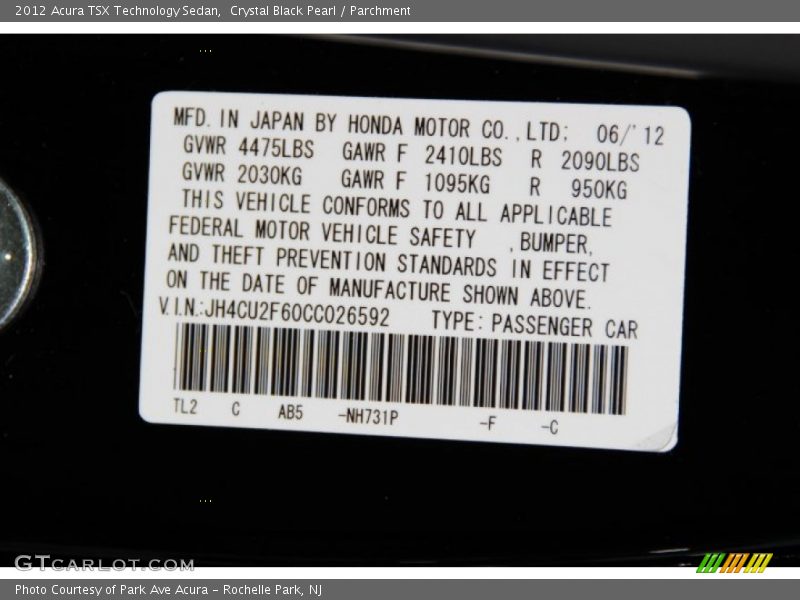 2012 Acura TSX Technology Sedan,  Crystal Black Pearl / Parchment
MFD. IN JAPAN BY HONDA MOTOR CO.,LTD; 06/'12
GVWR 4475LBS GAWR F 2410LBS R 2090LBS
GVWR 2030KG GAWR F 1095KG R 950KG
THIS VEHICLE CONFORMS TO ALL APPLICABLE
FEDERAL MOTOR VEHICLE SAFETY ,BUMPER,
AND THEFT PREVENTION STANDARDS IN EFFECT
ON THE DATE OF MANUFACTURE SHOWN ABOVE.
V.I.N.:JH4CU2F60CC026592 TYPE: PASSENGER CAR
TL2 C AB5 -NH731P -F -C
GTCARLOT.COM
Photo Courtesy of Park Ave Acura - Rochelle Park, NJ